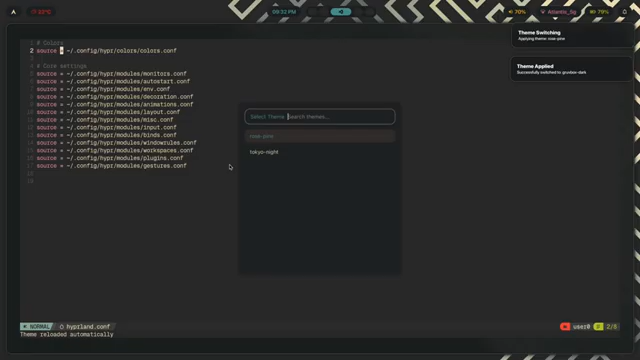 22°C
08:32 PM
70%
Atlantic_5g
79%
# Colors
2 source = ~/.config/hypr/colors/colors.conf
# Core settings
source = ~/.config/hypr/modules/monitors.conf
source = ~/.config/hypr/modules/autostart.conf
source = ~/.config/hypr/modules/env.conf
source = ~/.config/hypr/modules/decoration.conf
source = ~/.config/hypr/modules/animations.conf
source = ~/.config/hypr/modules/layout.conf
source = ~/.config/hypr/modules/misc.conf
source = ~/.config/hypr/modules/input.conf
source = ~/.config/hypr/modules/binds.conf
source = ~/.config/hypr/modules/windowrules.conf
source = ~/.config/hypr/modules/workspaces.conf
source = ~/.config/hypr/modules/plugins.conf
source = ~/.config/hypr/modules/gestures.conf
Select Theme search themes...
rose-pine
tokyo-night
Theme Switching
Applying theme: rose-pine
Theme Applied
Successfully switched to gruvbox-dark
NORMAL hyprland.conf
user0
Theme reloaded automatically